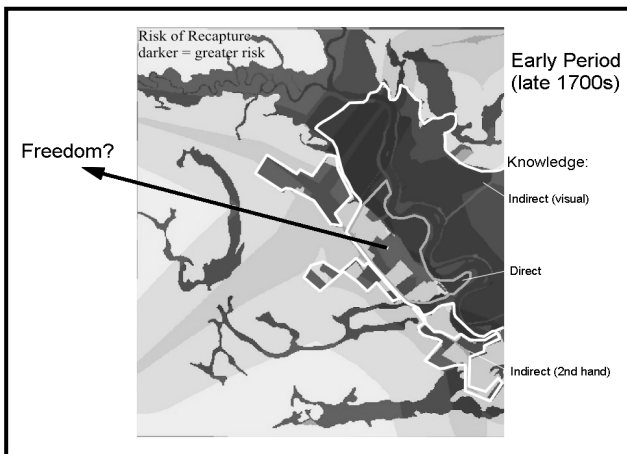 Risk of Recapture
darker = greater risk
Early Period
(late 1700s)
Freedom?
Knowledge:
Indirect (visual)
Direct
Indirect (2nd hand)